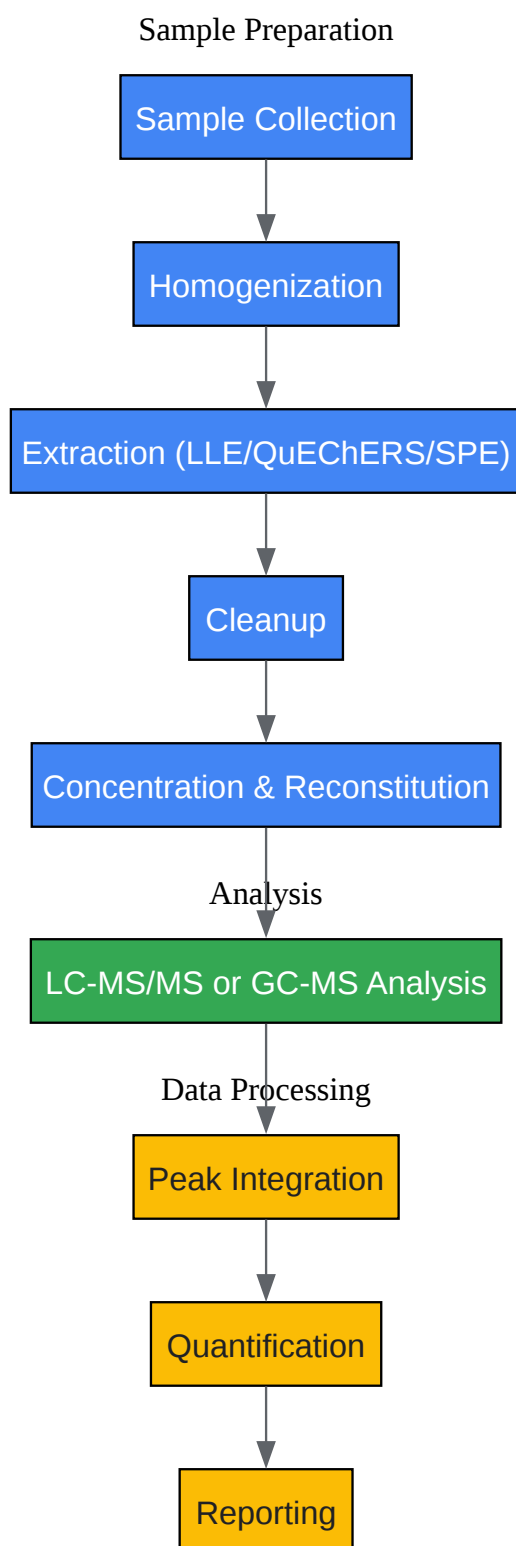 Sample Preparation
Sample Collection
Homogenization
Extraction (LLE/QuEChERS/SPE)
Cleanup
Concentration & Reconstitution
Analysis
LC-MS/MS or GC-MS Analysis
Data Processing
Peak Integration
Quantification
Reporting